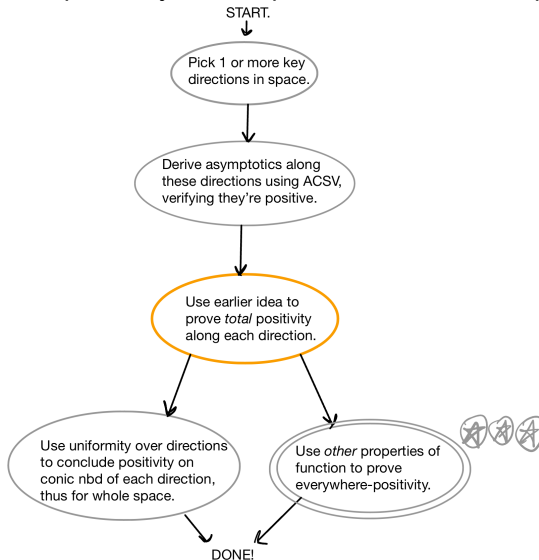 START.
Pick 1 or more key
directions in space.
Derive asymptotics along
these directions using ACSV,
verifying they're positive.
Use earlier idea to
prove total positivity
along each direction.
Use uniformity over directions
to conclude positivity on
conic nbd of each direction,
thus for whole space.
Use other properties of
function to prove
everywhere-positivity.
DONE!